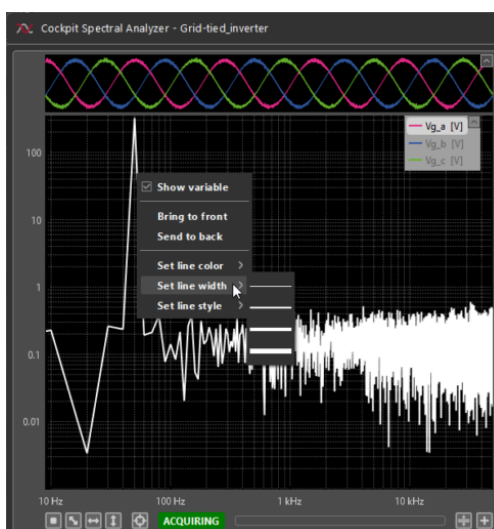 Cockpit Spectral Analyzer - Grid-tied_inverter
Vg_a [V]
Vg_b [V]
Vg_c [V]
100
10
1
0.1
0.01
Show variable
Bring to front
Send to back
Set line color
Set line width
Set line style
10 Hz
100 Hz
1 kHz
10 kHz
ACQUIRING